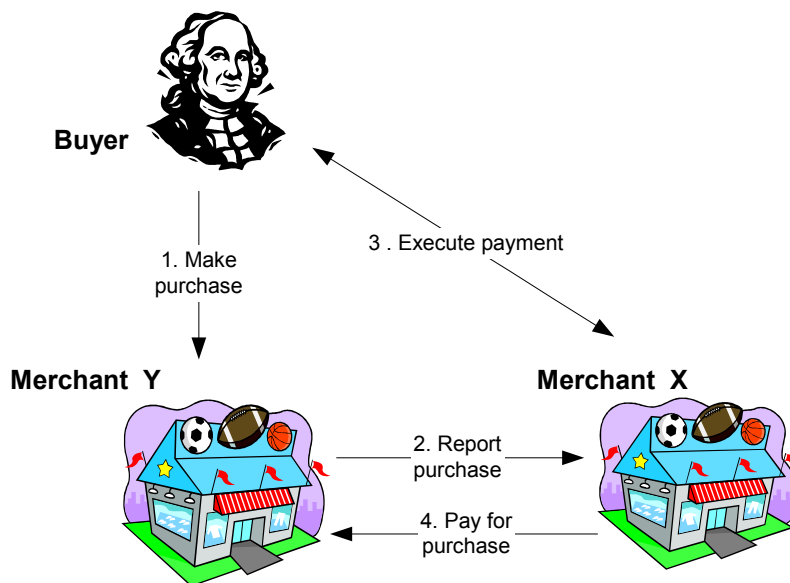 Buyer
3 . Execute payment
1. Make
purchase
Merchant  Y
Merchant  X
2. Report
purchase
4. Pay for
purchase